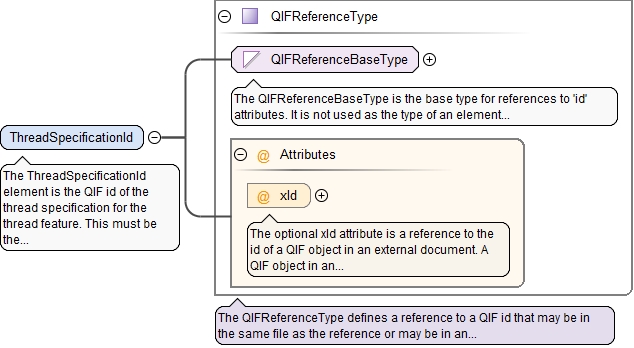 QIFReferenceType
QIFReferenceBaseType
The QIFReferenceBaseType is the base type for references to 'id'
attributes. It is not used as the type of an element...
ThreadSpecificationId
The ThreadSpecificationId
element is the QIF id of the
thread specification for the
thread feature. This must be
the...
@ Attributes
@ xId
The optional xId attribute is a reference to the
id of a QIF object in an external document. A
QIF object in an...
The QIFReferenceType defines a reference to a QIF id that may be in
the same file as the reference or may be in an...